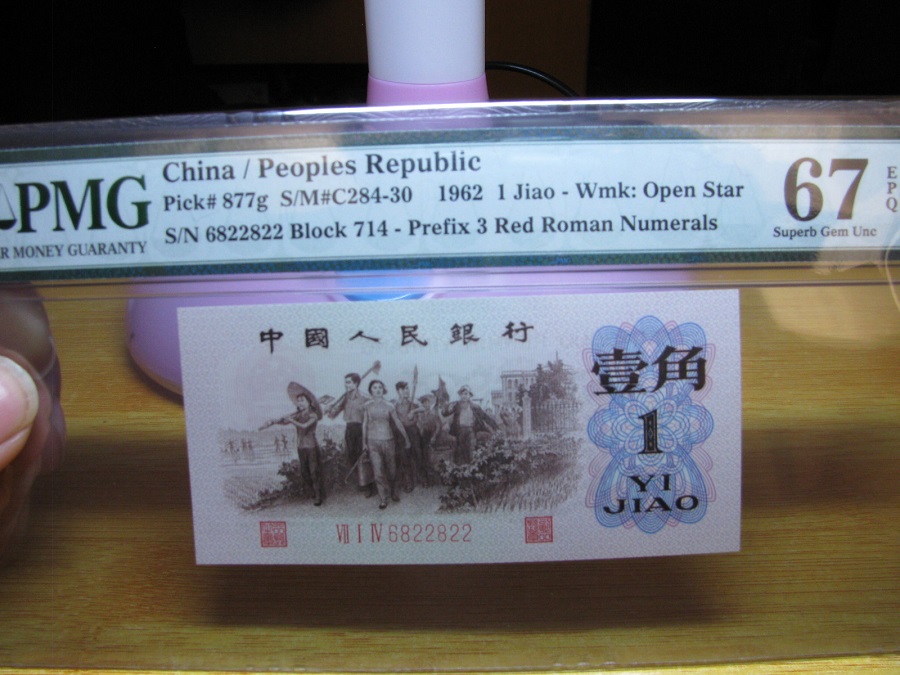 China / Peoples Republic
Pick# 877g S/M#C284-30 1962 1 Jiao - Wmk: Open Star
S/N 6822822 Block 714 - Prefix 3 Red Roman Numerals
PMG
R MONEY GUARANTY
67
EPQ
Superb Gem Unc
中國人民銀行
壹角
1
YI
JIAO
Ⅶ Ⅰ Ⅳ 6822822